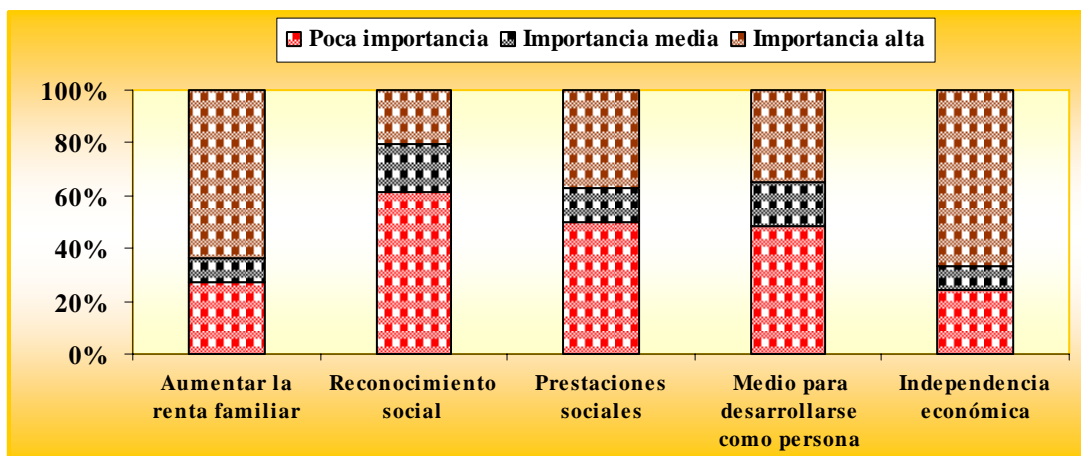 Poca importancia Importancia media Importancia alta
100%
80%
60%
40%
20%
0%
Aumentar la
renta familiar
Reconocimiento
social
Prestaciones
sociales
Medio para
desarrollarse
como persona
Independencia
económica